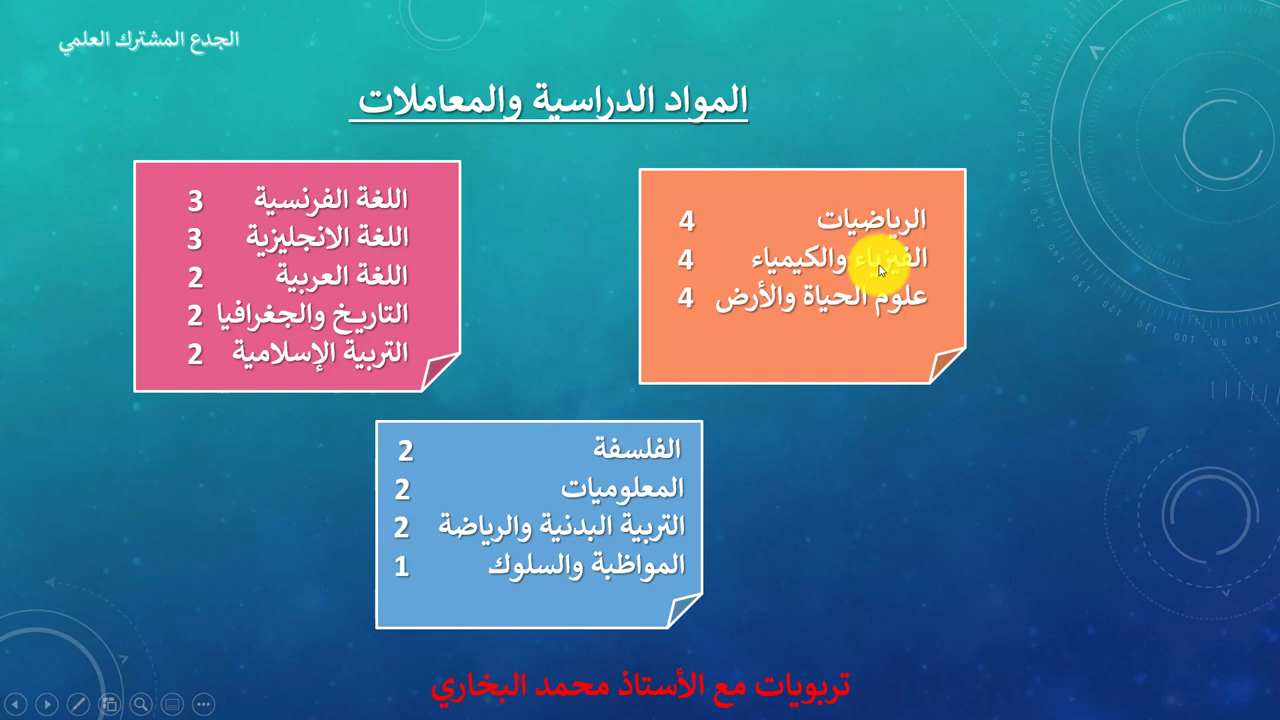 الجدع المشترك العلمي
المواد الدراسية والمعاملات
الرياضيات 4
الفيزياء والكيمياء 4
علوم الحياة والأرض 4
اللغة الفرنسية 3
اللغة الانجليزية 3
اللغة العربية 2
التاريخ والجغرافيا 2
التربية الإسلامية 2
الفلسفة 2
المعلوميات 2
التربية البدنية والرياضة 2
المواظبة والسلوك 1
تربويات مع الأستاذ محمد البخاري